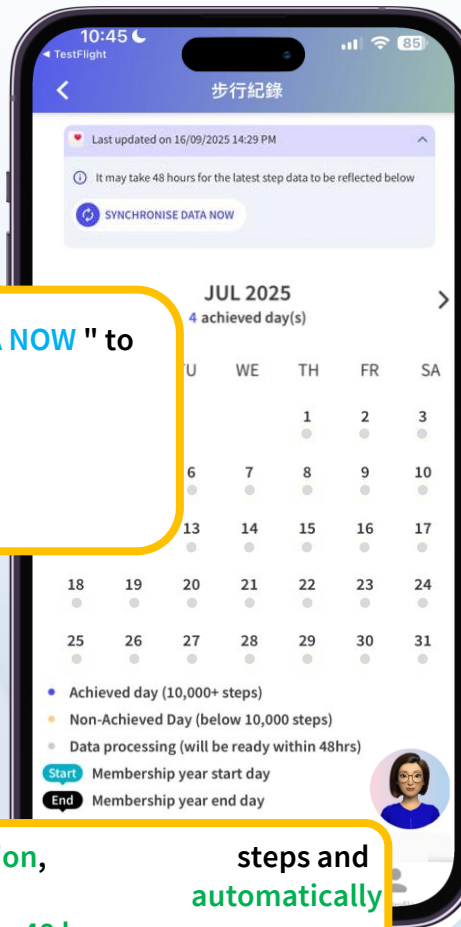 10:45
TestFlight
85
步行紀錄
Last updated on 16/09/2025 14:29 PM
It may take 48 hours for the latest step data to be reflected below
SYNCHRONISE DATA NOW
JUL 2025
4 achieved day(s)
NOW " to
WE TH FR SA
1 2 3
6 7 8 9 10
13 14 15 16 17
18 19 20 21 22 23 24
25 26 27 28 29 30 31
Achieved day (10,000+ steps)
Non-Achieved Day (below 10,000 steps)
Data processing (will be ready within 48hrs)
Start Membership year start day
End Membership year end day
steps and
automatically